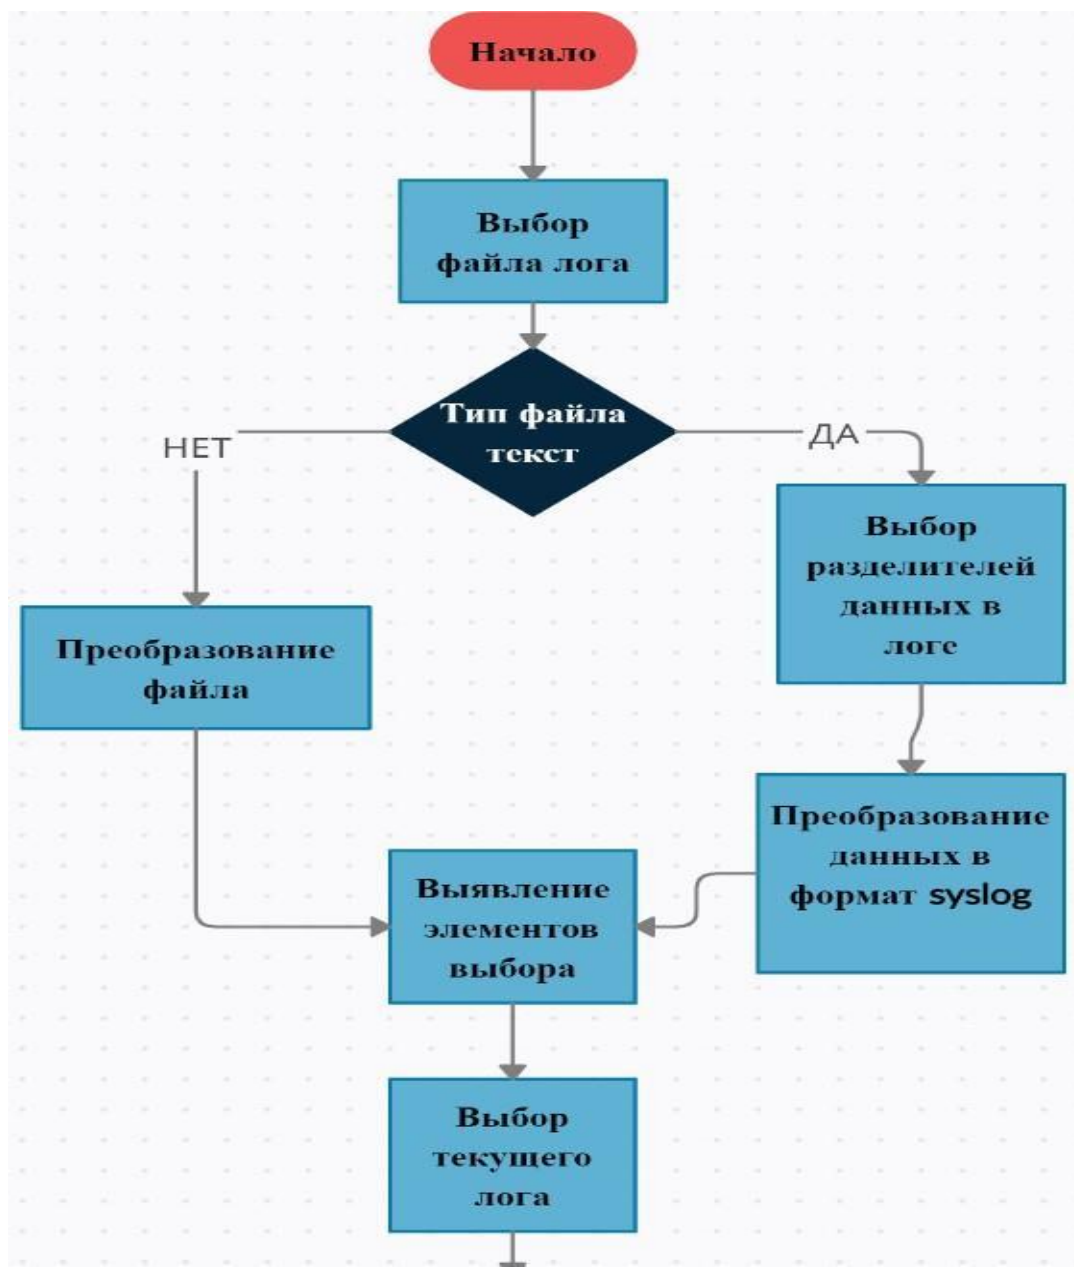 Начало
Выбор
файла лога
Тип файла
текст
НЕТ
ДА
Выбор
разделителей
данных в
логе
Преобразование
файла
Преобразование
данных в
формат syslog
Выявление
элементов
выбора
Выбор
текущего
лога